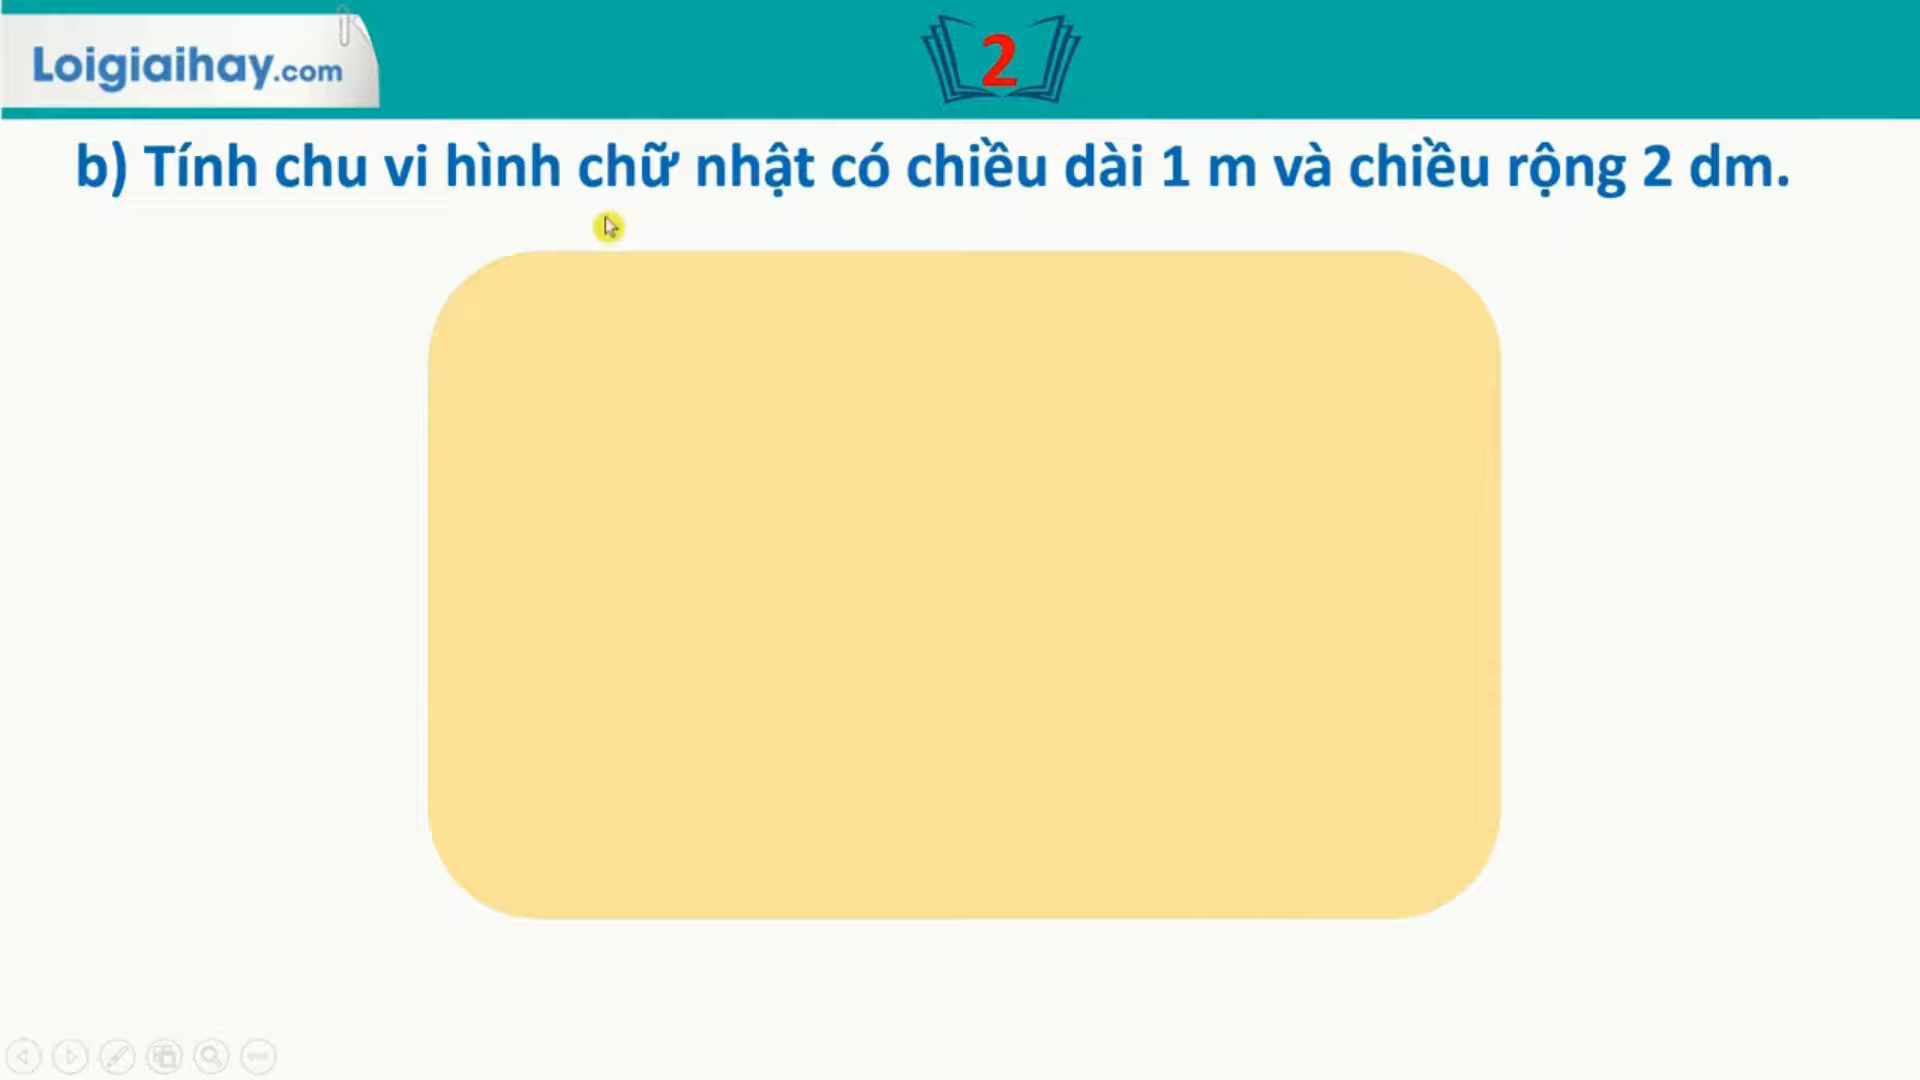 Loigiaihay.com
2
b) Tính chu vi hình chữ nhật có chiều dài 1 m và chiều rộng 2 dm.